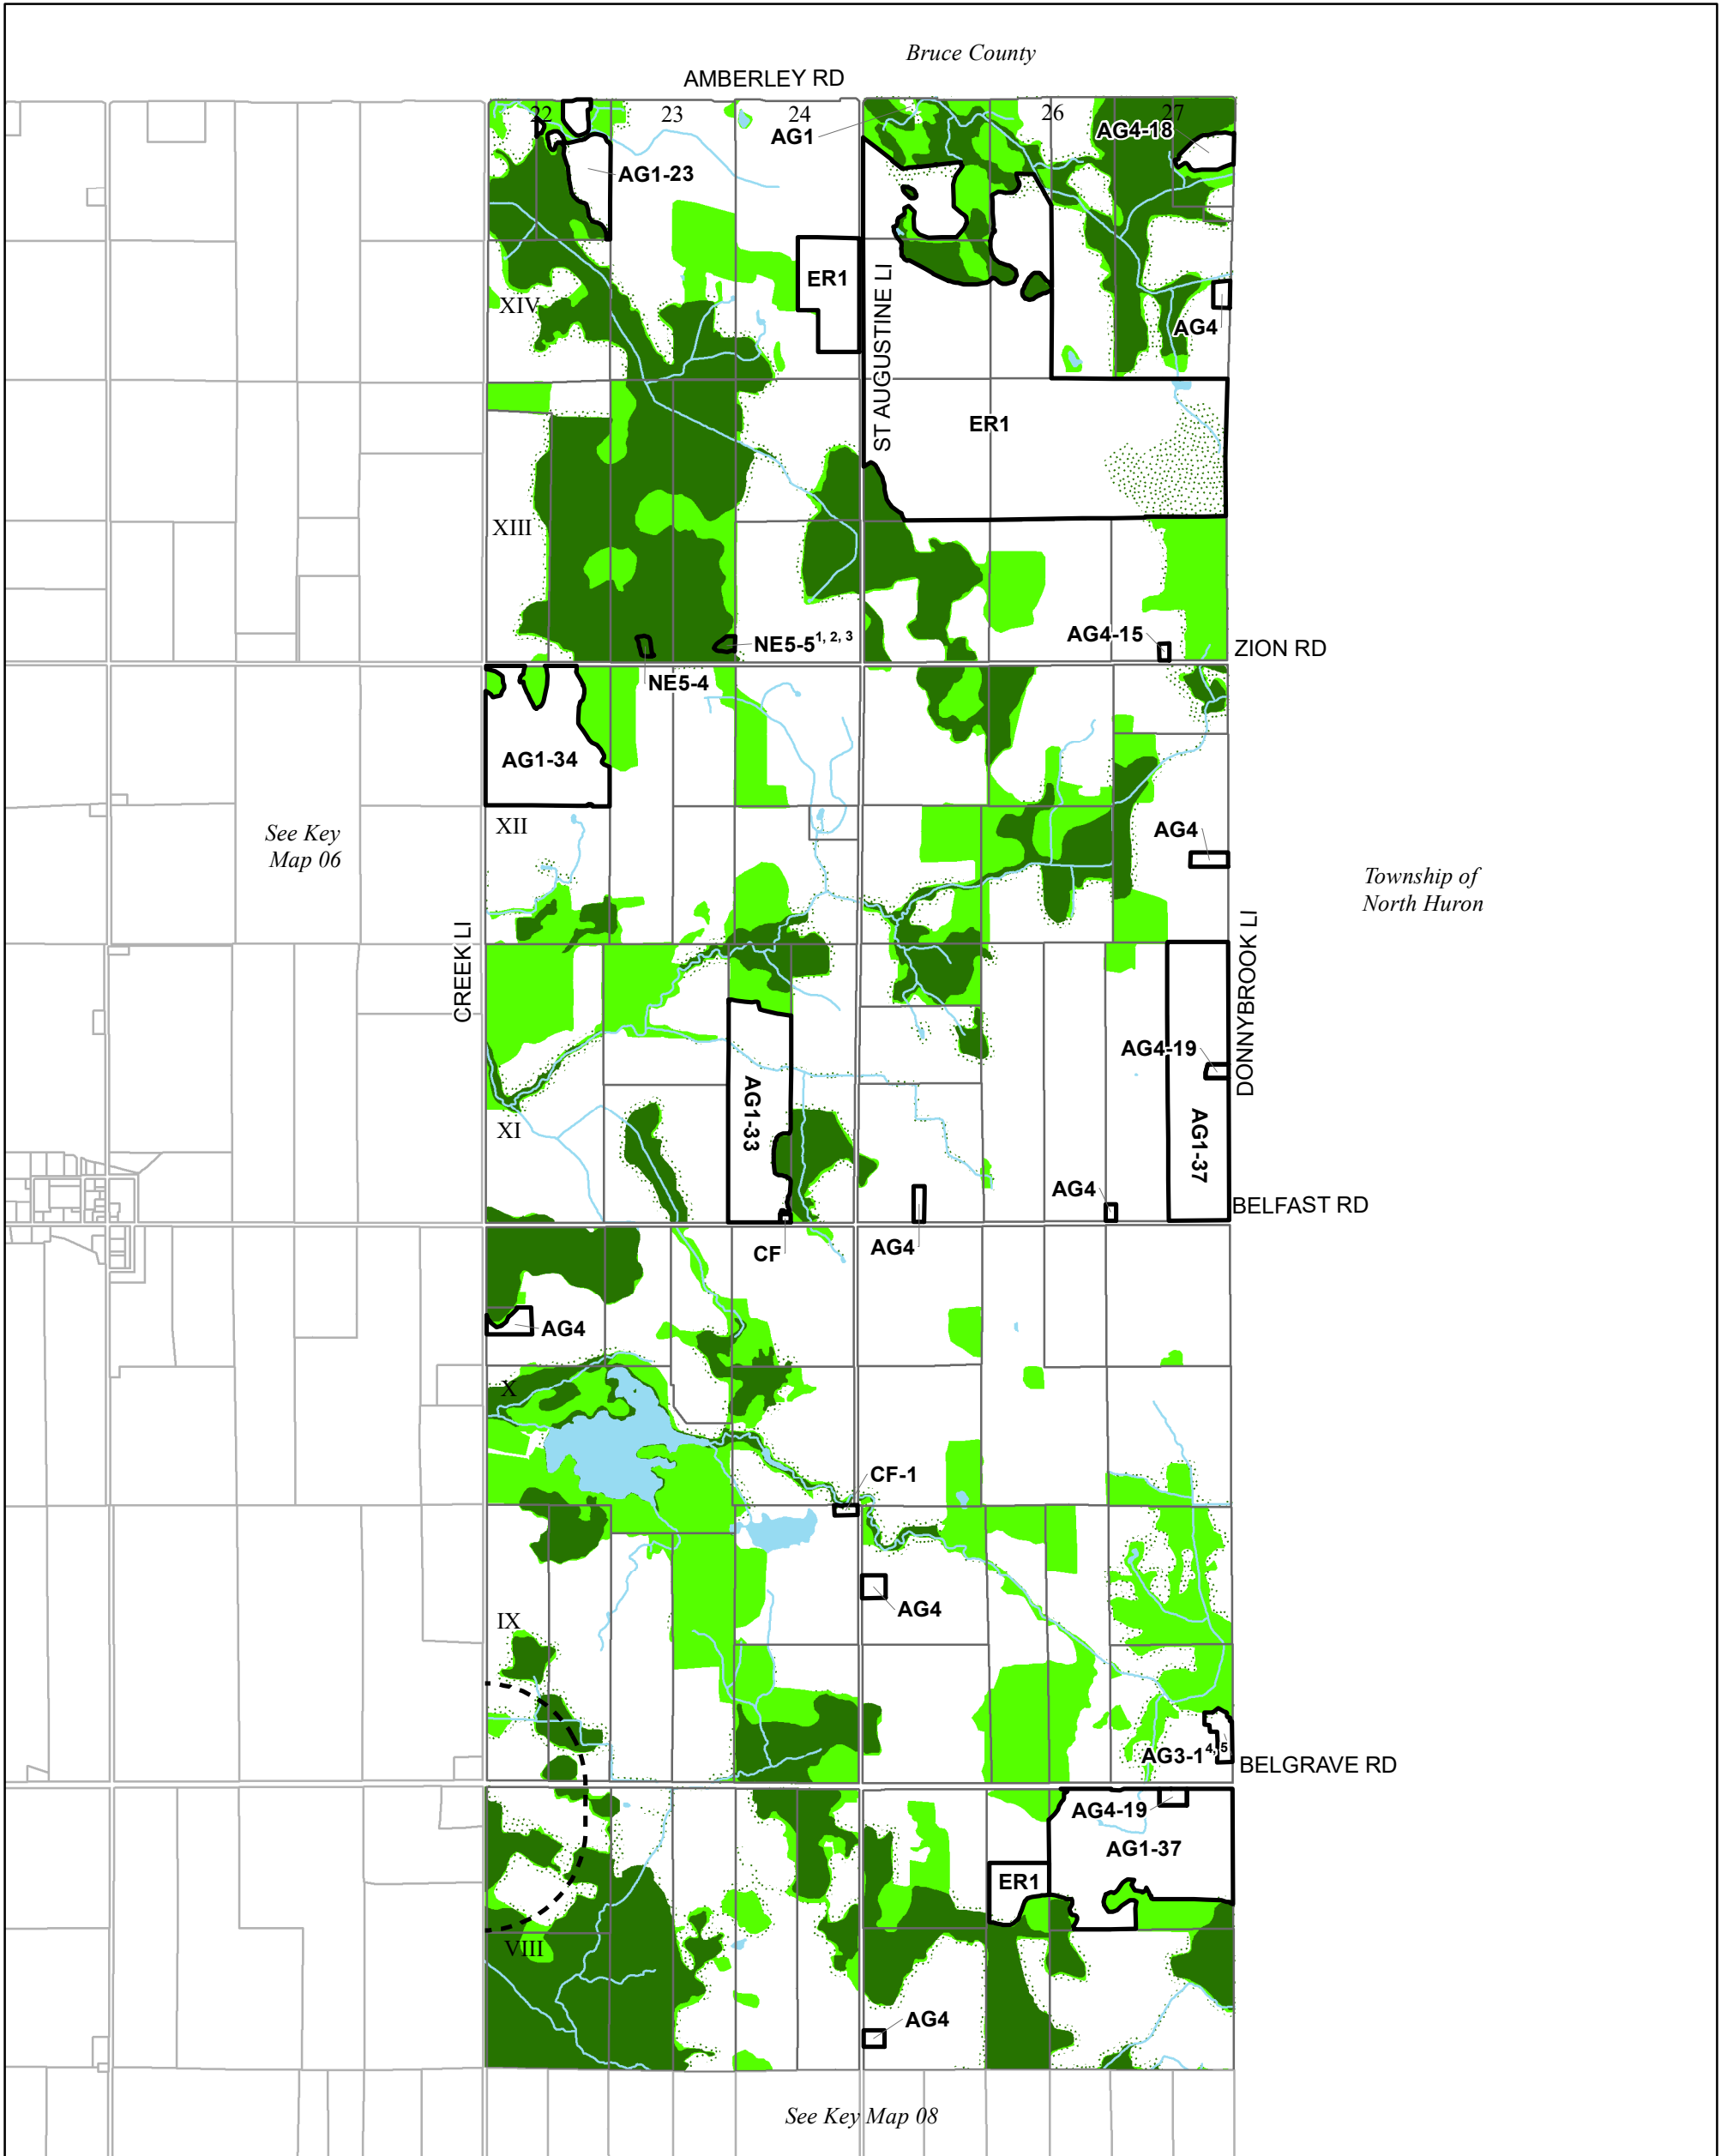 Bruce County
AMBERLEY RD
22
23
24
26
27
AG1
AG4-18
AG1-23
ER1
ST AUGUSTINE LI
XIV
AG4
ER1
XIII
AG4-15
NE5-5 1, 2, 3
ZION RD
NE5-4
AG1-34
XII
See Key
Map 06
AG4
Township of
North Huron
CREEK LI
DONNYBROOK LI
AG4-19
AG1-33
XI
AG1-37
AG4
BELFAST RD
CF
AG4
AG4
X
CF-1
AG4
IX
AG3-1 4, 5
BELGRAVE RD
AG4-19
AG1-37
ER1
VIII
AG4
See Key Map 08